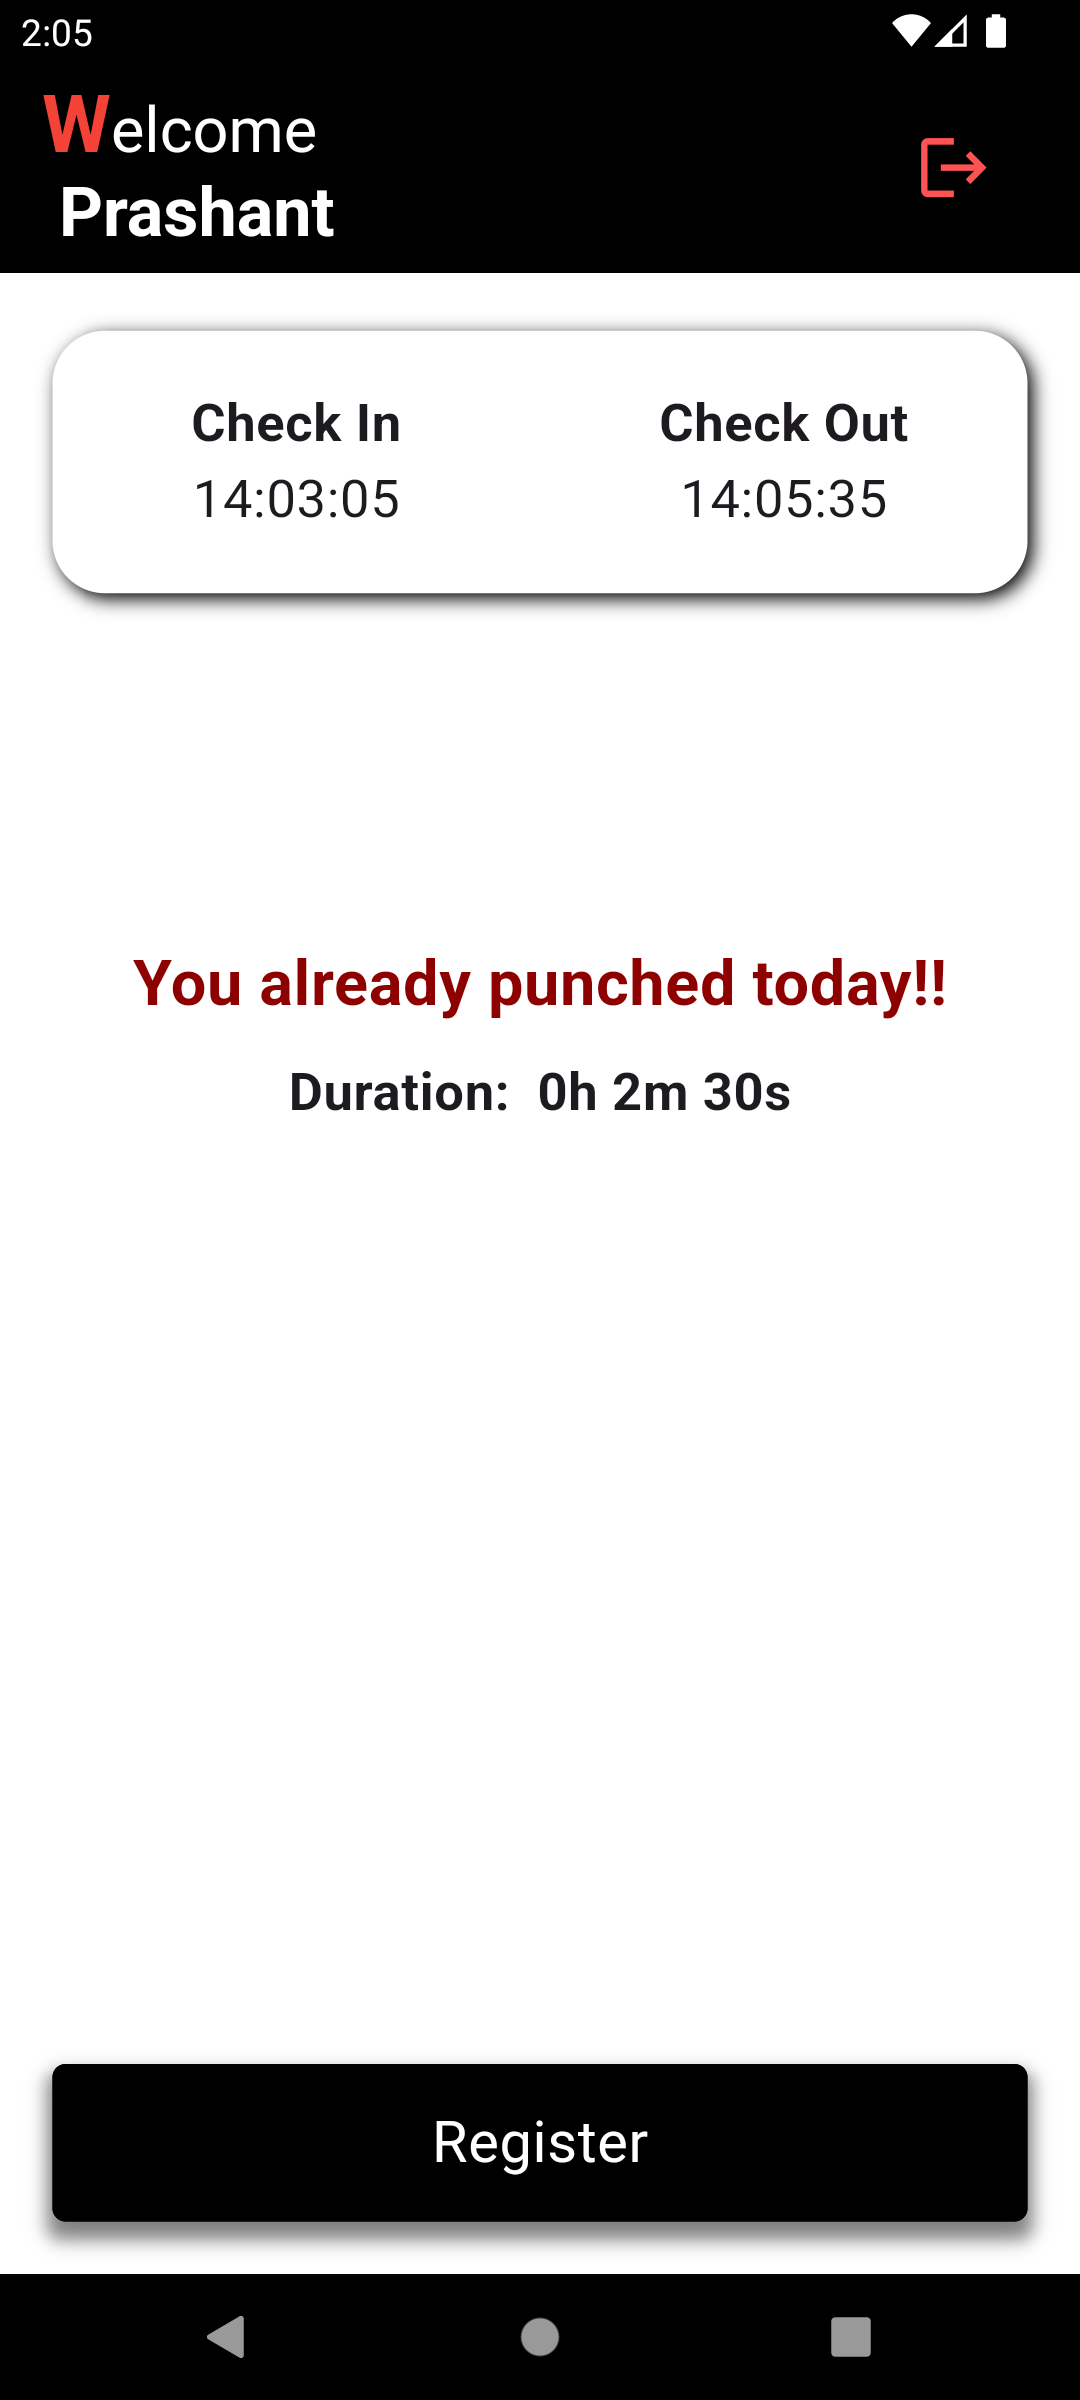 2:05
Welcome
Prashant
Check In
Check Out
14:03:05
14:05:35
You already punched today!!
Duration:  0h 2m 30s
Register